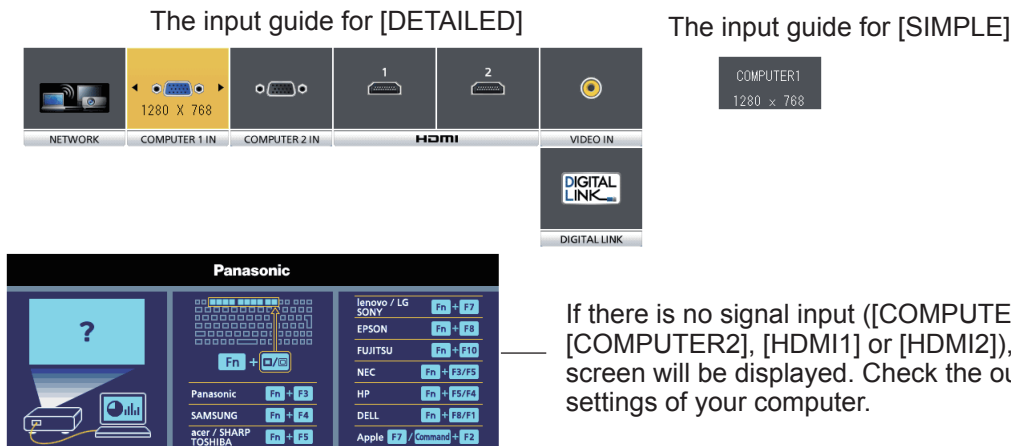 The input guide for [DETAILED]
The input guide for [SIMPLE]
1 2
1280 X 768
NETWORK COMPUTER 1 IN COMPUTER 2 IN HDMI VIDEO IN
COMPUTER1
1280 x 768
DIGITAL
LINK
DIGITAL LINK
Panasonic
?
Fn +
Panasonic Fn + F3
SAMSUNG Fn + F4
acer / SHARP
TOSHIBA Fn + F5
lenovo / LG
SONY Fn + F7
EPSON Fn + F8
FUJITSU Fn + F10
NEC Fn + F3/F5
HP Fn + F5/F4
DELL Fn + F8/F1
Apple F7 / Command + F2
If there is no signal input ([COMPUTE
[COMPUTER2], [HDMI1] or [HDMI2]),
screen will be displayed. Check the ou
settings of your computer.